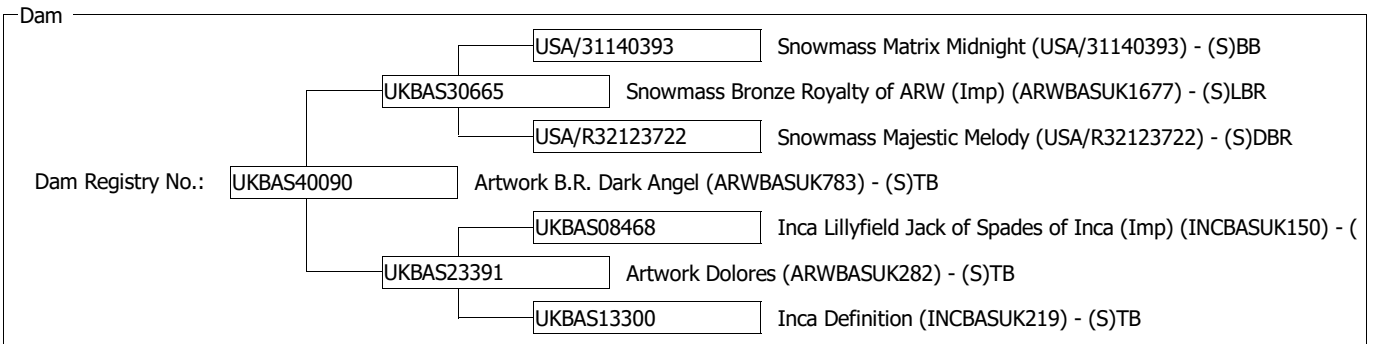 Dam
USA/31140393 Snowmass Matrix Midnight (USA/31140393) - (S)BB
UKBAS30665 Snowmass Bronze Royalty of ARW (Imp) (ARWBASUK1677) - (S)LBR
USA/R32123722 Snowmass Majestic Melody (USA/R32123722) - (S)DBR
Dam Registry No.: UKBAS40090 Artwork B.R. Dark Angel (ARWBASUK783) - (S)TB
UKBAS08468 Inca Lillyfield Jack of Spades of Inca (Imp) (INCBASUK150) - (
UKBAS23391 Artwork Dolores (ARWBASUK282) - (S)TB
UKBAS13300 Inca Definition (INCBASUK219) - (S)TB